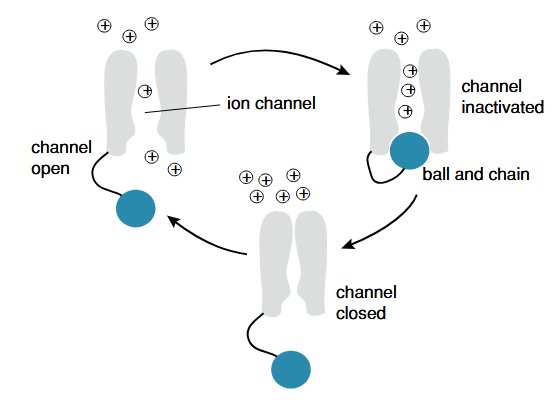 ion channel
channel
open
channel
inactivated
ball and chain
channel
closed